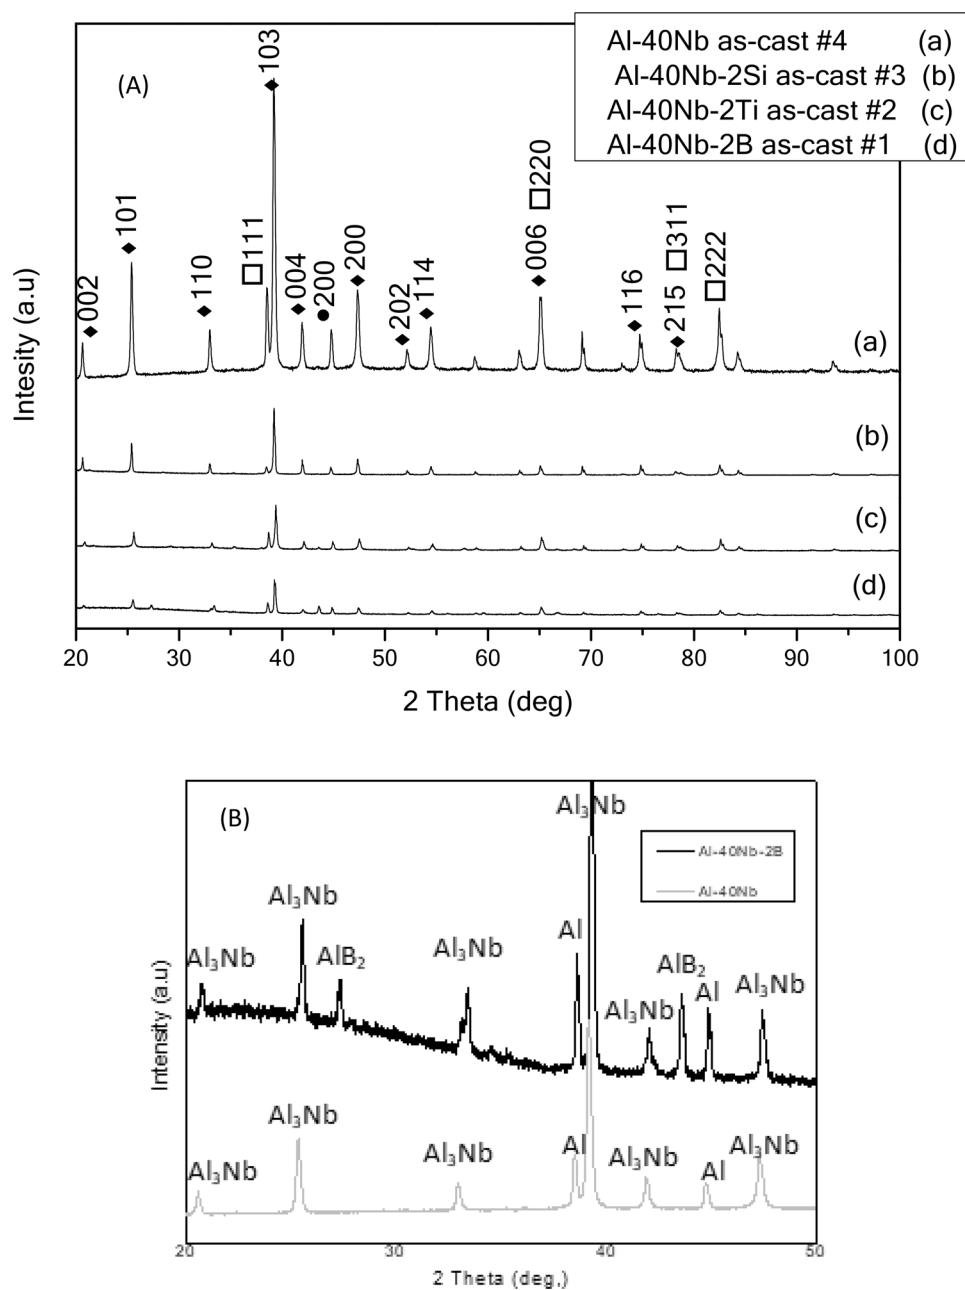 (A)
Al-40Nb as-cast #4 (a)
Al-40Nb-2Si as-cast #3 (b)
Al-40Nb-2Ti as-cast #2 (c)
Al-40Nb-2B as-cast #1 (d)
Intesity (a.u)
◆002
◆101
◆110
□111
◆103
◆004
●200
◆200
◆202
◆114
◆006 □220
◆116
◆215 □311
□222
(a)
(b)
(c)
(d)
20 30 40 50 60 70 80 90 100
2 Theta (deg)
(B)
Al-40Nb-2B
Al-40Nb
Intensity (a.u)
Al₃Nb
Al₃Nb
AlB₂
Al₃Nb
Al
Al₃Nb
Al₃Nb
AlB₂
Al
Al₃Nb
Al₃Nb
Al₃Nb
Al₃Nb
Al
Al₃Nb
Al
Al₃Nb
20 30 40 50
2 Theta (deg,)